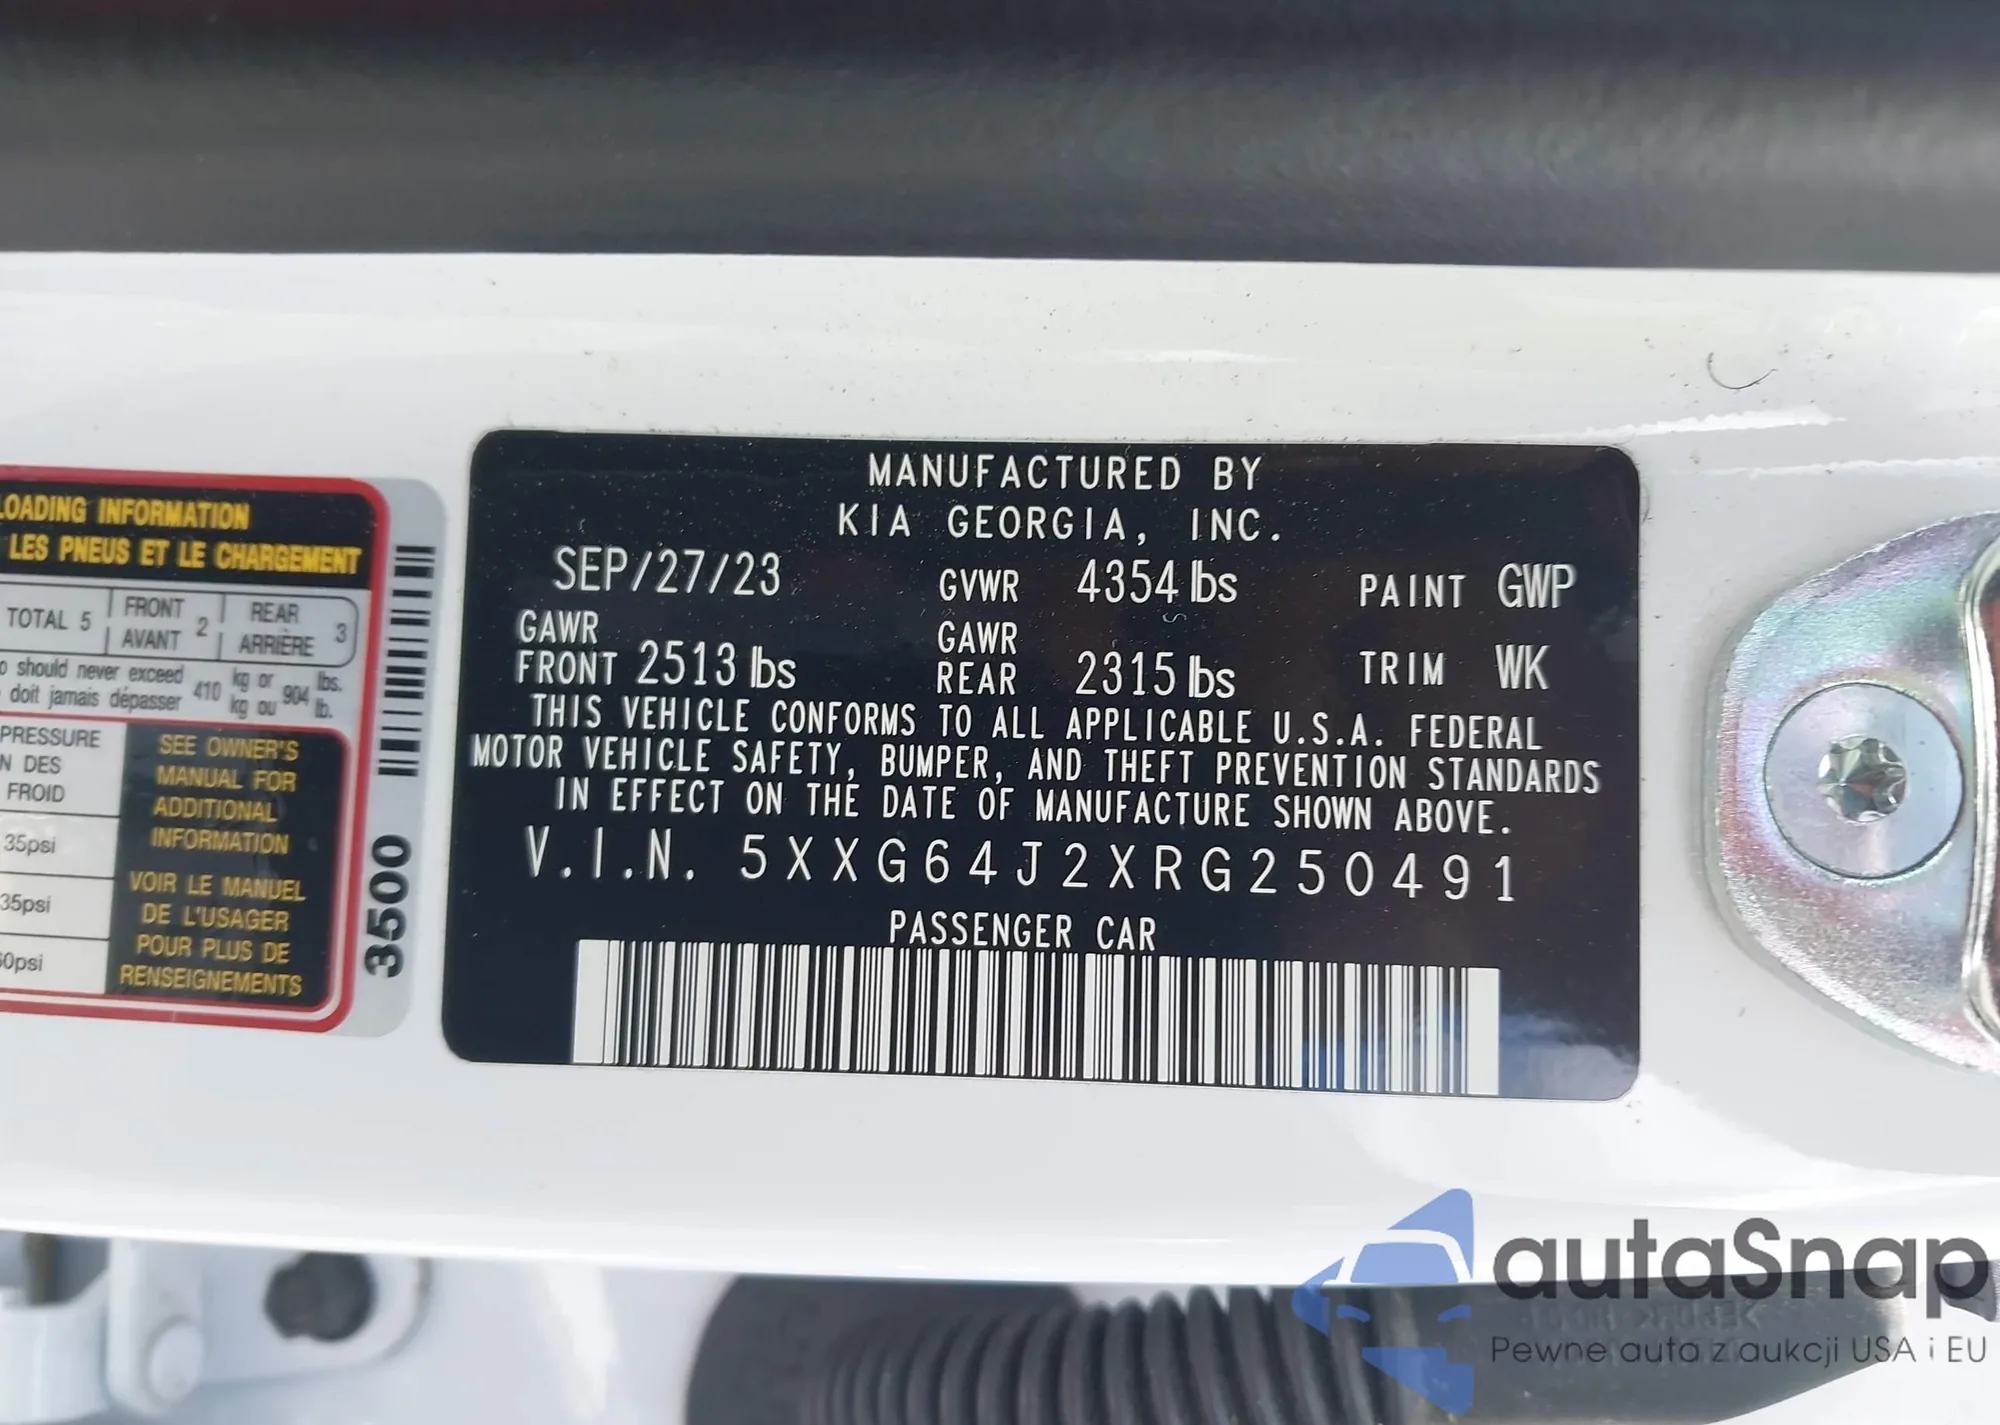 LOADING INFORMATION
LES PNEUS ET LE CHARGEMENT
TOTAL 5 FRONT AVANT 2 REAR ARRIÈRE 3
should never exceed 410 kg or 904 lbs.
doit jamais dépasser kg ou lb.
PRESSURE
DES
FROID
35psi
35psi
SEE OWNER'S
MANUAL FOR
ADDITIONAL
INFORMATION
VOIR LE MANUEL
DE L'USAGER
POUR PLUS DE
RENSEIGNEMENTS
3500
MANUFACTURED BY
KIA GEORGIA, INC.
SEP/27/23 GVWR 4354 lbs PAINT GWP
GAWR FRONT 2513 lbs GAWR REAR 2315 lbs TRIM WK
THIS VEHICLE CONFORMS TO ALL APPLICABLE U.S.A. FEDERAL
MOTOR VEHICLE SAFETY, BUMPER, AND THEFT PREVENTION STANDARDS
IN EFFECT ON THE DATE OF MANUFACTURE SHOWN ABOVE.
V.I.N. 5XXG64J2XRG250491
PASSENGER CAR
autaSnap
Pewne auta z aukcji USA i EU